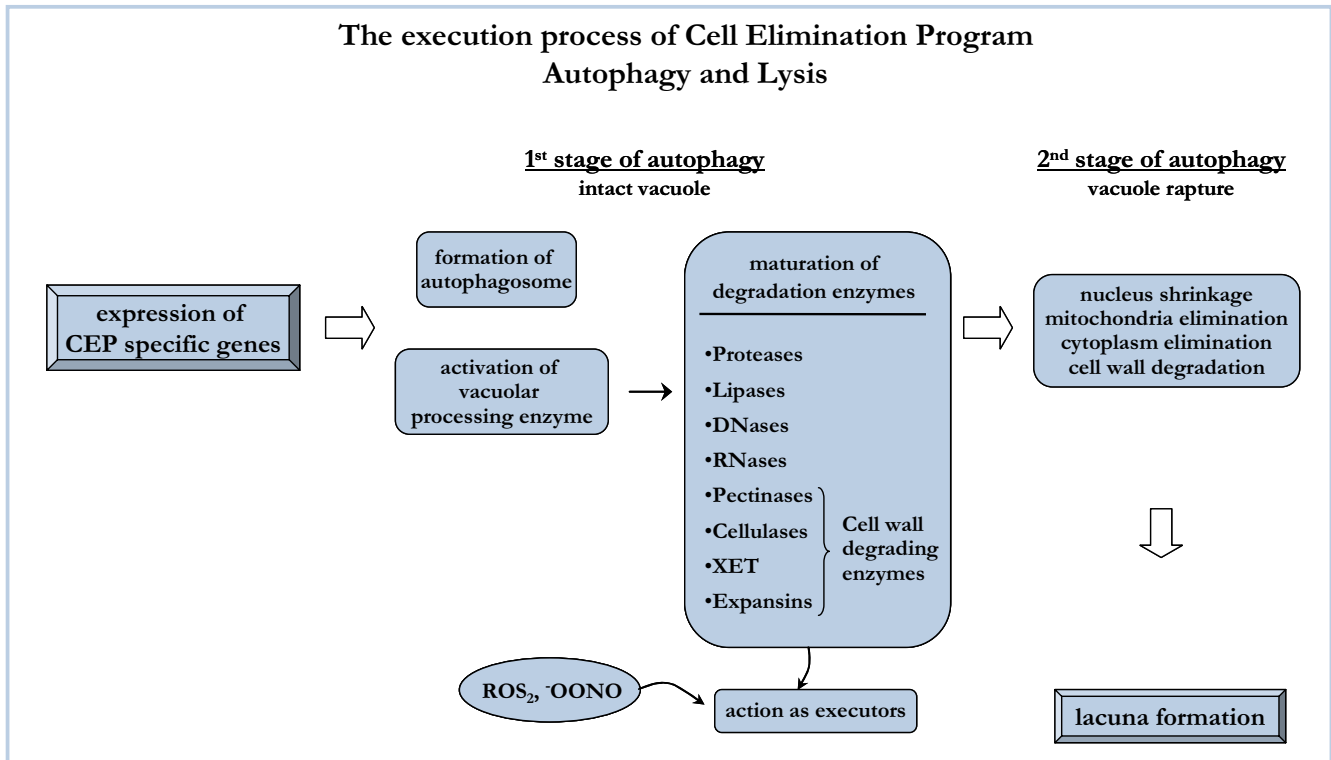 The execution process of Cell Elimination Program
Autophagy and Lysis
1st stage of autophagy
intact vacuole
2nd stage of autophagy
vacuole rapture
expression of
CEP specific genes
formation of
autophagosome
activation of
vacuolar
processing enzyme
maturation of
degradation enzymes
•Proteases
•Lipases
•DNases
•RNases
•Pectinases
•Cellulases
•XET
•Expansins
Cell wall
degrading
enzymes
nucleus shrinkage
mitochondria elimination
cytoplasm elimination
cell wall degradation
ROS₂, ⁻OONO
action as executors
lacuna formation